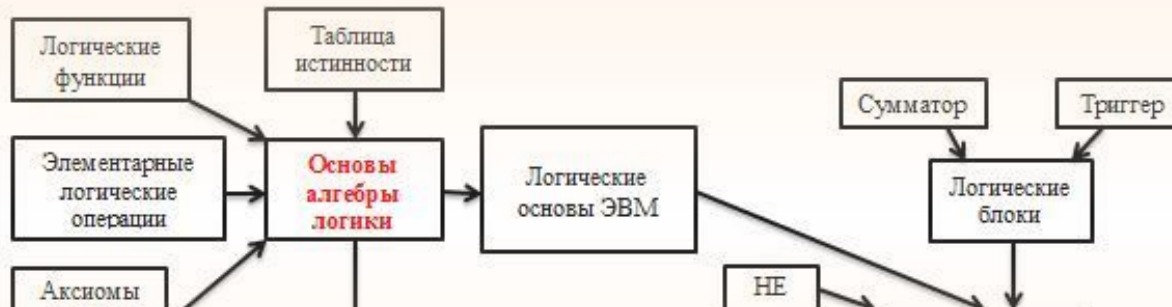 Логические
функции
Таблица
истинности
Сумматор
Триггер
Элементарные
логические
операции
Основы
алгебры
логики
Логические
основы ЭВМ
Логические
блоки
Аксиомы
НЕ